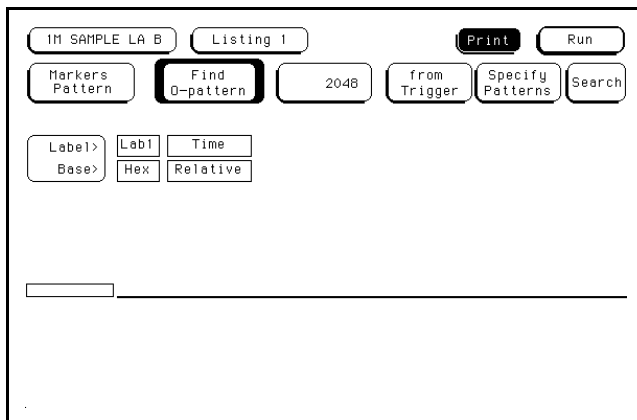 1M SAMPLE LA B Listing 1 Print Run
Markers Pattern Find O-pattern 2048 from Trigger Specify Patterns Search
Label> Lab1 Time
Base> Hex Relative